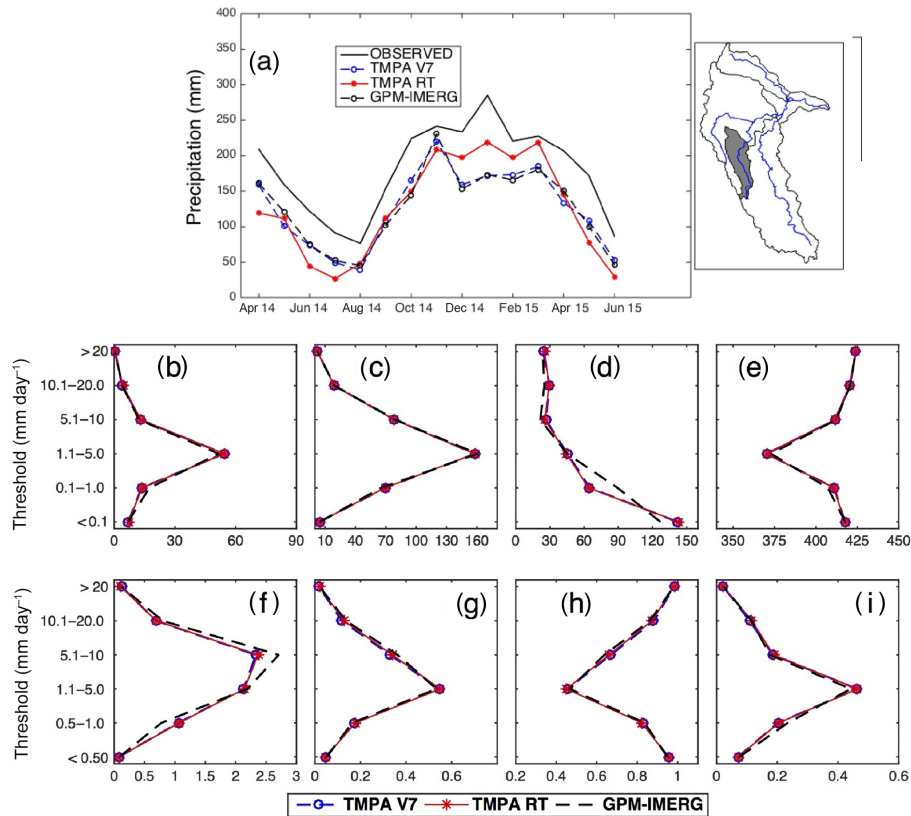 400
350
300
250
200
150
100
50
0
Precipitation (mm)
(a)
OBSERVED
TMPA V7
TMPA RT
GPM-IMERG
Apr 14 Jun 14 Aug 14 Oct 14 Dec 14 Feb 15 Apr 15 Jun 15
Threshold (mm day⁻¹)
> 20
10.1–20.0
5.1–10
1.1–5.0
0.1–1.0
< 0.1
(b) (c) (d) (e)
0 30 60 90
10 40 70 100 130 160
0 30 60 90 120 150
350 375 400 425 450
Threshold (mm day⁻¹)
> 20
10.1–20.0
5.1–10
1.1–5.0
0.5–1.0
< 0.50
(f) (g) (h) (i)
0 0.5 1 1.5 2 2.5 3
0 0.2 0.4 0.6
0.2 0.4 0.6 0.8 1
0 0.2 0.4 0.6
TMPA V7 TMPA RT GPM-IMERG